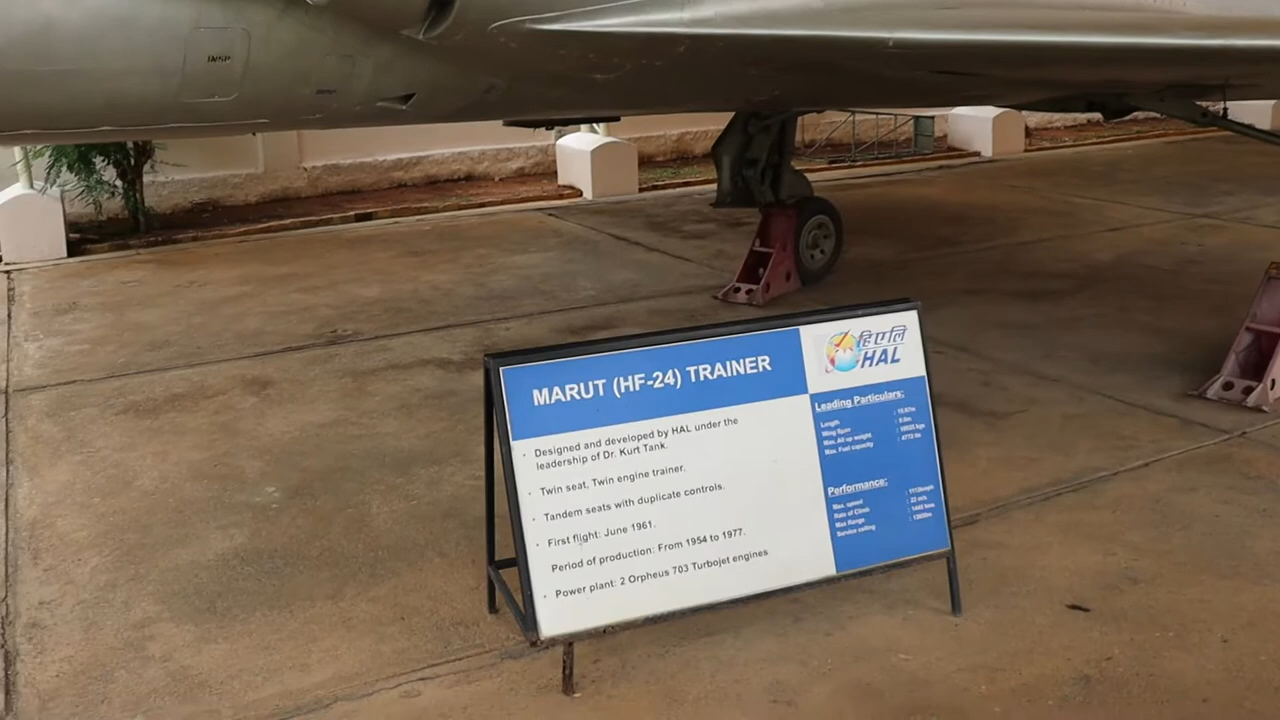 INSP
MARUT (HF-24) TRAINER
हिएलि
HAL
· Designed and developed by HAL under the
leadership of Dr. Kurt Tank.
· Twin seat, Twin engine trainer.
· Tandem seats with duplicate controls.
· First flight: June 1961.
Period of production: From 1954 to 1977.
· Power plant: 2 Orpheus 703 Turbojet engines
Leading Particulars:
Length
Wing Span : 9.0m
Max. All up weight
Max. Fuel capacity
Performance:
Max. speed
Rate of Climb : 22 m/s
Max Range
Service ceiling